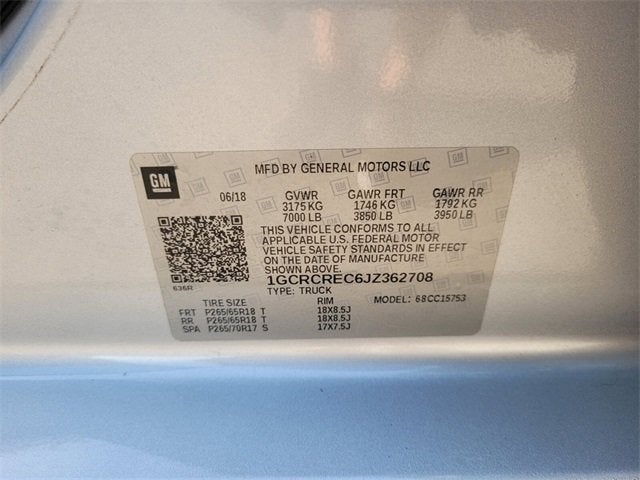 GM MFD BY GENERAL MOTORS LLC
06/18 GVWR GAWR FRT GAWR RR
3175 KG 1746 KG 1792 KG
7000 LB 3850 LB 3950 LB
THIS VEHICLE CONFORMS TO ALL
APPLICABLE U.S. FEDERAL MOTOR
VEHICLE SAFETY STANDARDS IN EFFECT
ON THE DATE OF MANUFACTURE
SHOWN ABOVE.
636R 1GCRCREC6JZ362708
TYPE: TRUCK
TIRE SIZE RIM MODEL: 68CC15753
FRT P265/65R18 T 18X8.5J
RR P265/65R18 T 18X8.5J
SPA P265/70R17 S 17X7.5J